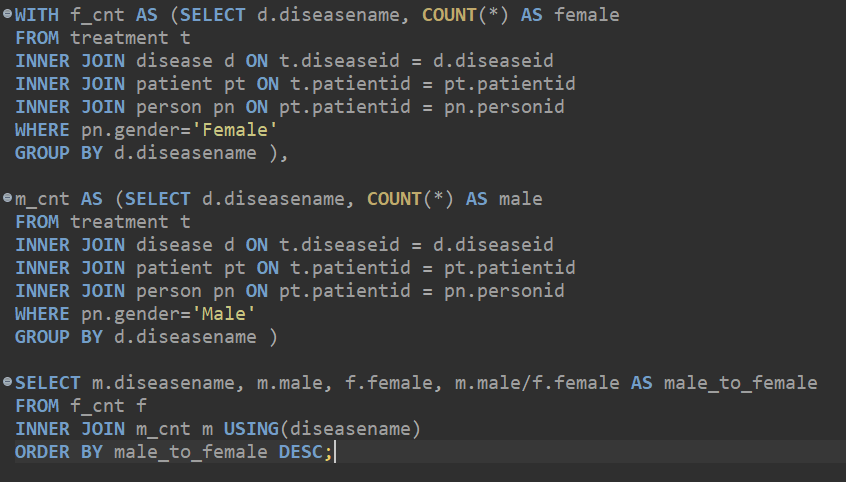 WITH f_cnt AS (SELECT d.diseasename, COUNT(*) AS female
FROM treatment t
INNER JOIN disease d ON t.diseaseid = d.diseaseid
INNER JOIN patient pt ON t.patientid = pt.patientid
INNER JOIN person pn ON pt.patientid = pn.personid
WHERE pn.gender='Female'
GROUP BY d.diseasename ),
m_cnt AS (SELECT d.diseasename, COUNT(*) AS male
FROM treatment t
INNER JOIN disease d ON t.diseaseid = d.diseaseid
INNER JOIN patient pt ON t.patientid = pt.patientid
INNER JOIN person pn ON pt.patientid = pn.personid
WHERE pn.gender='Male'
GROUP BY d.diseasename )
SELECT m.diseasename, m.male, f.female, m.male/f.female AS male_to_female
FROM f_cnt f
INNER JOIN m_cnt m USING(diseasename)
ORDER BY male_to_female DESC;